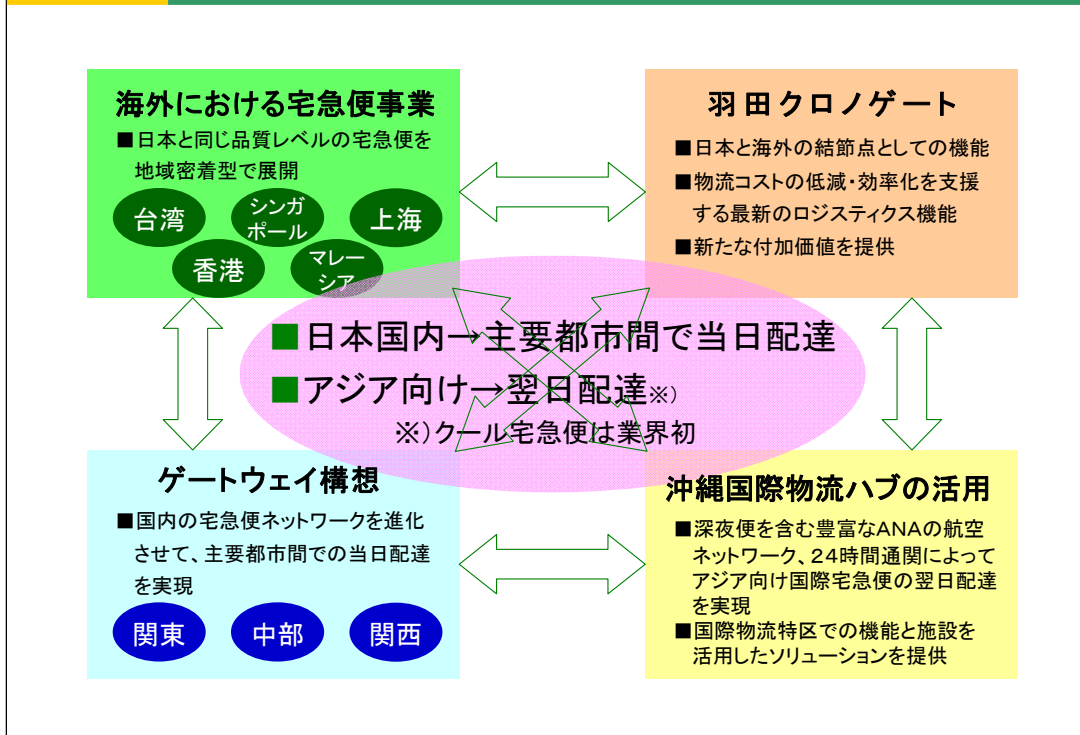 海外における宅急便事業
■日本と同じ品質レベルの宅急便を
地域密着型で展開
台湾
シンガ
ポール
上海
香港
マレー
シア
羽田クロノゲート
■日本と海外の結節点としての機能
■物流コストの低減・効率化を支援
する最新のロジスティクス機能
■新たな付加価値を提供
■日本国内→主要都市間で当日配達
■アジア向け→翌日配達※）
※）クール宅急便は業界初
ゲートウェイ構想
■国内の宅急便ネットワークを進化
させて、主要都市間での当日配達
を実現
関東
中部
関西
沖縄国際物流ハブの活用
■深夜便を含む豊富なANAの航空
ネットワーク、24時間通関によって
アジア向け国際宅急便の翌日配達
を実現
■国際物流特区での機能と施設を
活用したソリューションを提供